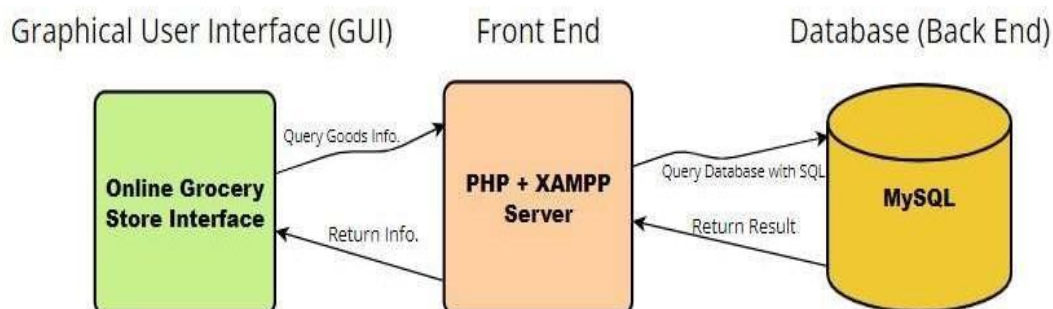 Graphical User Interface (GUI)
Front End
Database (Back End)
Query Goods Info.
Online Grocery
Store Interface
Return Info.
PHP + XAMPP
Server
Query Database with SQL
Return Result
MySQL